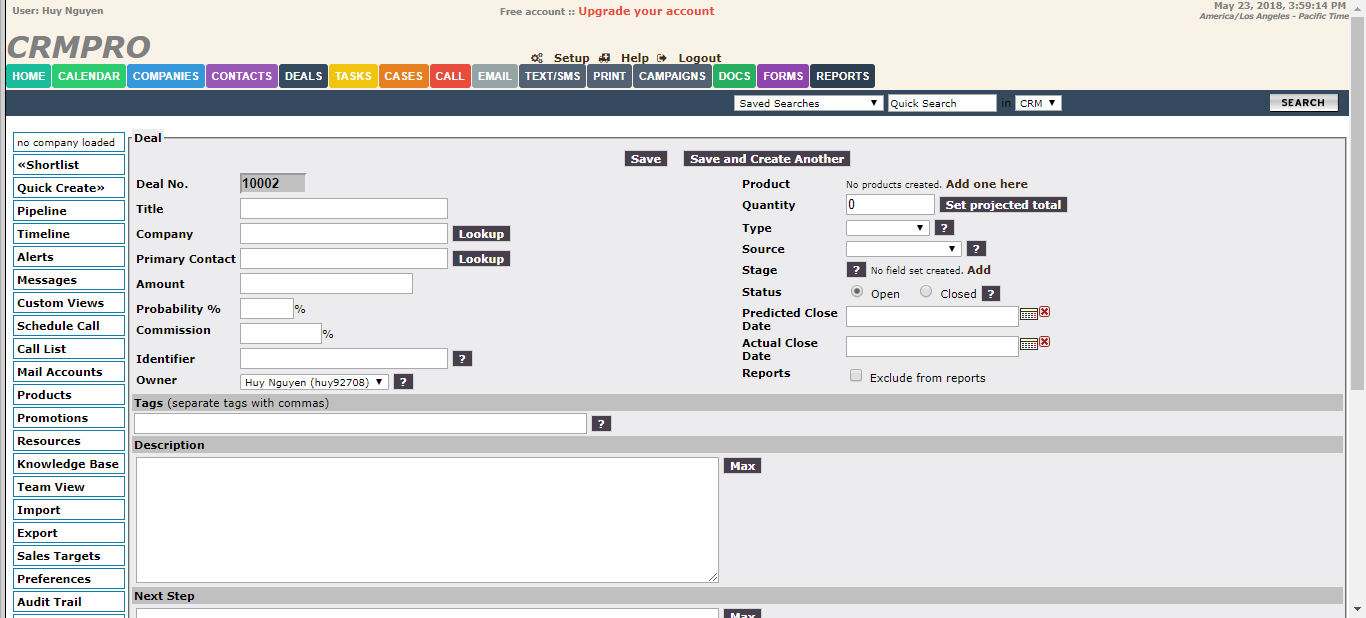 User: Huy Nguyen
Free account :: Upgrade your account
May 23, 2018, 3:59:14 PM
America/Los Angeles - Pacific Time
CRMPRO
Setup Help Logout
HOME CALENDAR COMPANIES CONTACTS DEALS TASKS CASES CALL EMAIL TEXT/SMS PRINT CAMPAIGNS DOCS FORMS REPORTS
Saved Searches Quick Search in CRM SEARCH
no company loaded
«Shortlist
Quick Create»
Pipeline
Timeline
Alerts
Messages
Custom Views
Schedule Call
Call List
Mail Accounts
Products
Promotions
Resources
Knowledge Base
Team View
Import
Export
Sales Targets
Preferences
Audit Trail
Deal
Save Save and Create Another
Deal No. 10002
Title
Company Lookup
Primary Contact Lookup
Amount
Probability % %
Commission %
Identifier ?
Owner Huy Nguyen (huy92708) ?
Product No products created. Add one here
Quantity 0 Set projected total
Type ?
Source ?
Stage ? No field set created. Add
Status Open Closed ?
Predicted Close
Date
Actual Close
Date
Reports Exclude from reports
Tags (separate tags with commas)
?
Description
Max
Next Step
Max